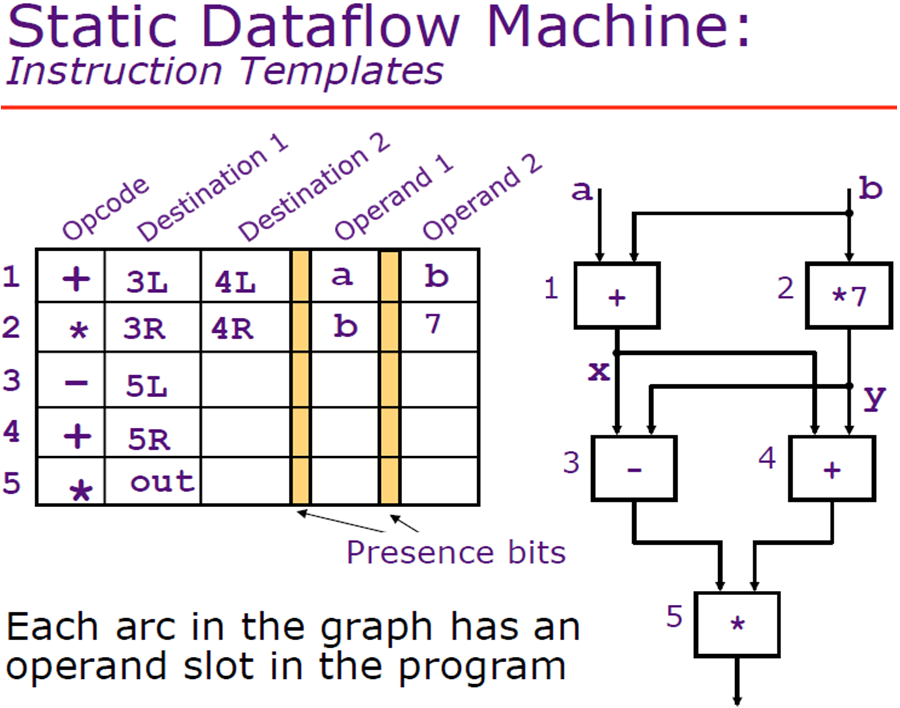 Static Dataflow Machine:
Instruction Templates
Opcode Destination 1 Destination 2 Operand 1 Operand 2
1 + 3L 4L a b
2 * 3R 4R b 7
3 - 5L
4 + 5R
5 * out
Presence bits
Each arc in the graph has an
operand slot in the program
a b
1 + 2 *7
x y
3 - 4 +
5 *